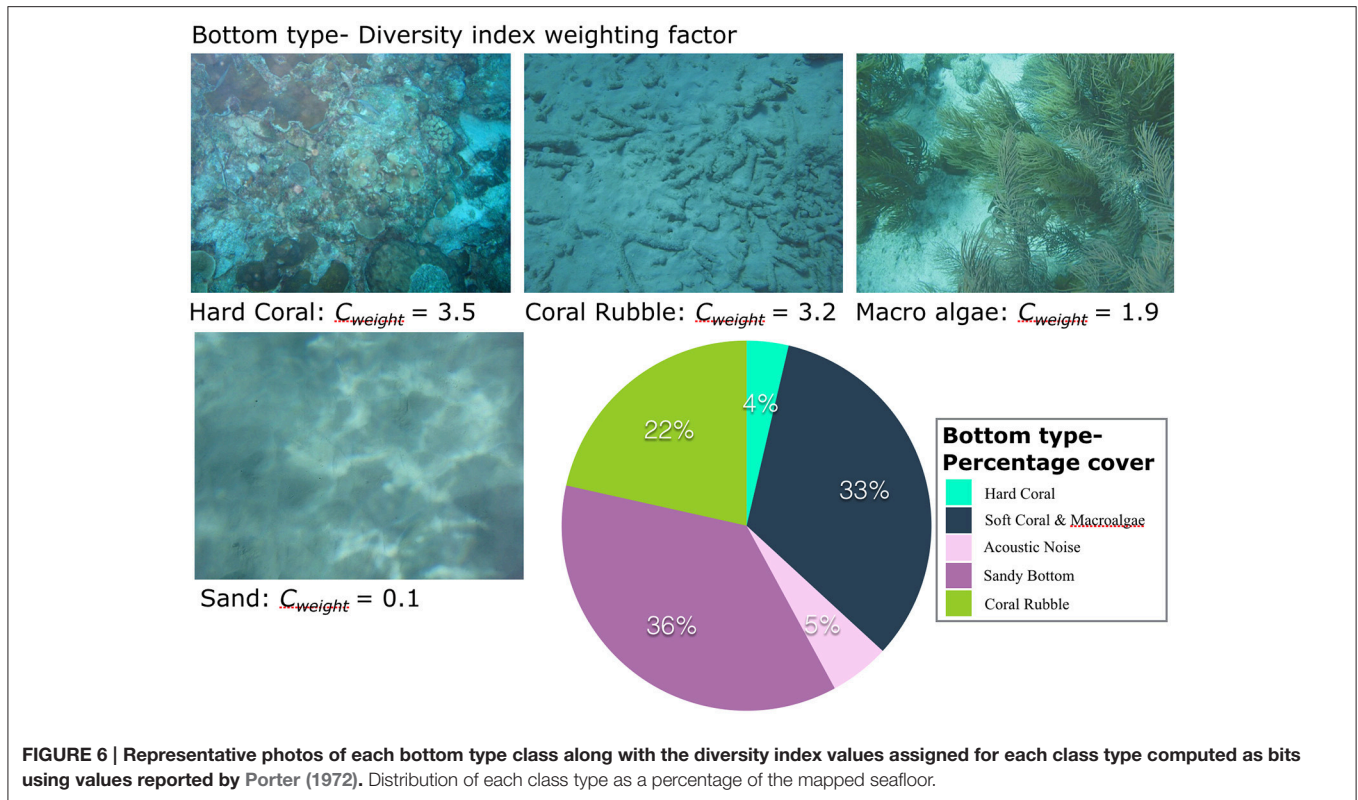 Bottom type- Diversity index weighting factor
Hard Coral: Cweight = 3.5
Coral Rubble: Cweight = 3.2
Macro algae: Cweight = 1.9
Sand: Cweight = 0.1
4%
33%
5%
36%
22%
Bottom type-
Percentage cover
Hard Coral
Soft Coral & Macroalgae
Acoustic Noise
Sandy Bottom
Coral Rubble
FIGURE 6 | Representative photos of each bottom type class along with the diversity index values assigned for each class type computed as bits
using values reported by Porter (1972). Distribution of each class type as a percentage of the mapped seafloor.